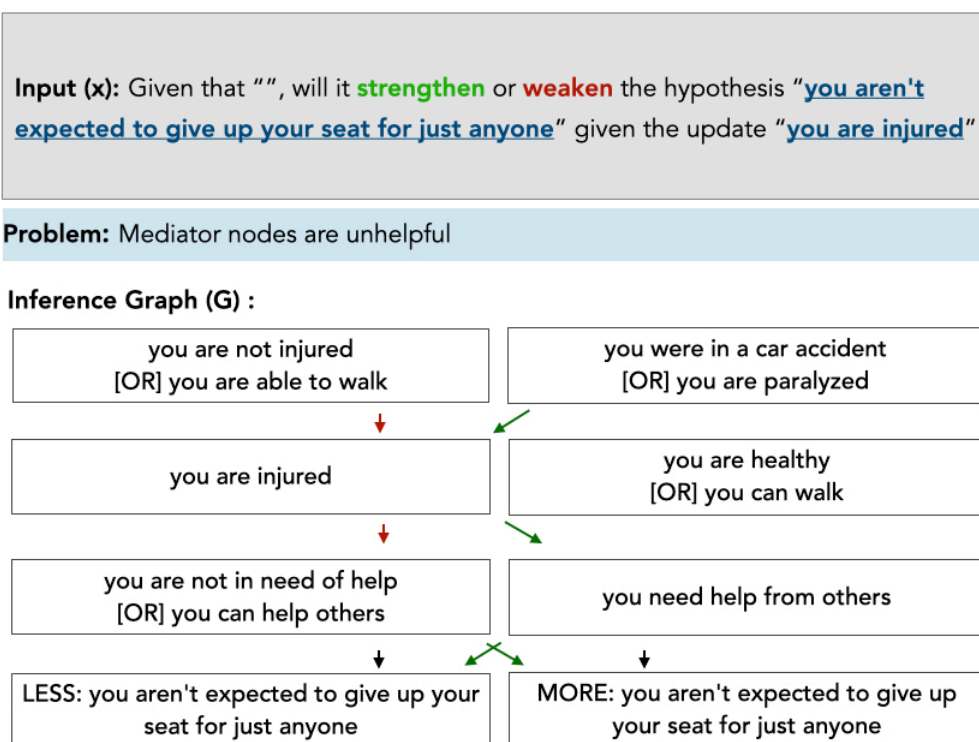 Input (x): Given that “”, will it strengthen or weaken the hypothesis “you aren't
expected to give up your seat for just anyone” given the update “you are injured”
Problem: Mediator nodes are unhelpful
Inference Graph (G) :
you are not injured
[OR] you are able to walk
you were in a car accident
[OR] you are paralyzed
you are injured
you are healthy
[OR] you can walk
you are not in need of help
[OR] you can help others
you need help from others
LESS: you aren't expected to give up your
seat for just anyone
MORE: you aren't expected to give up
your seat for just anyone